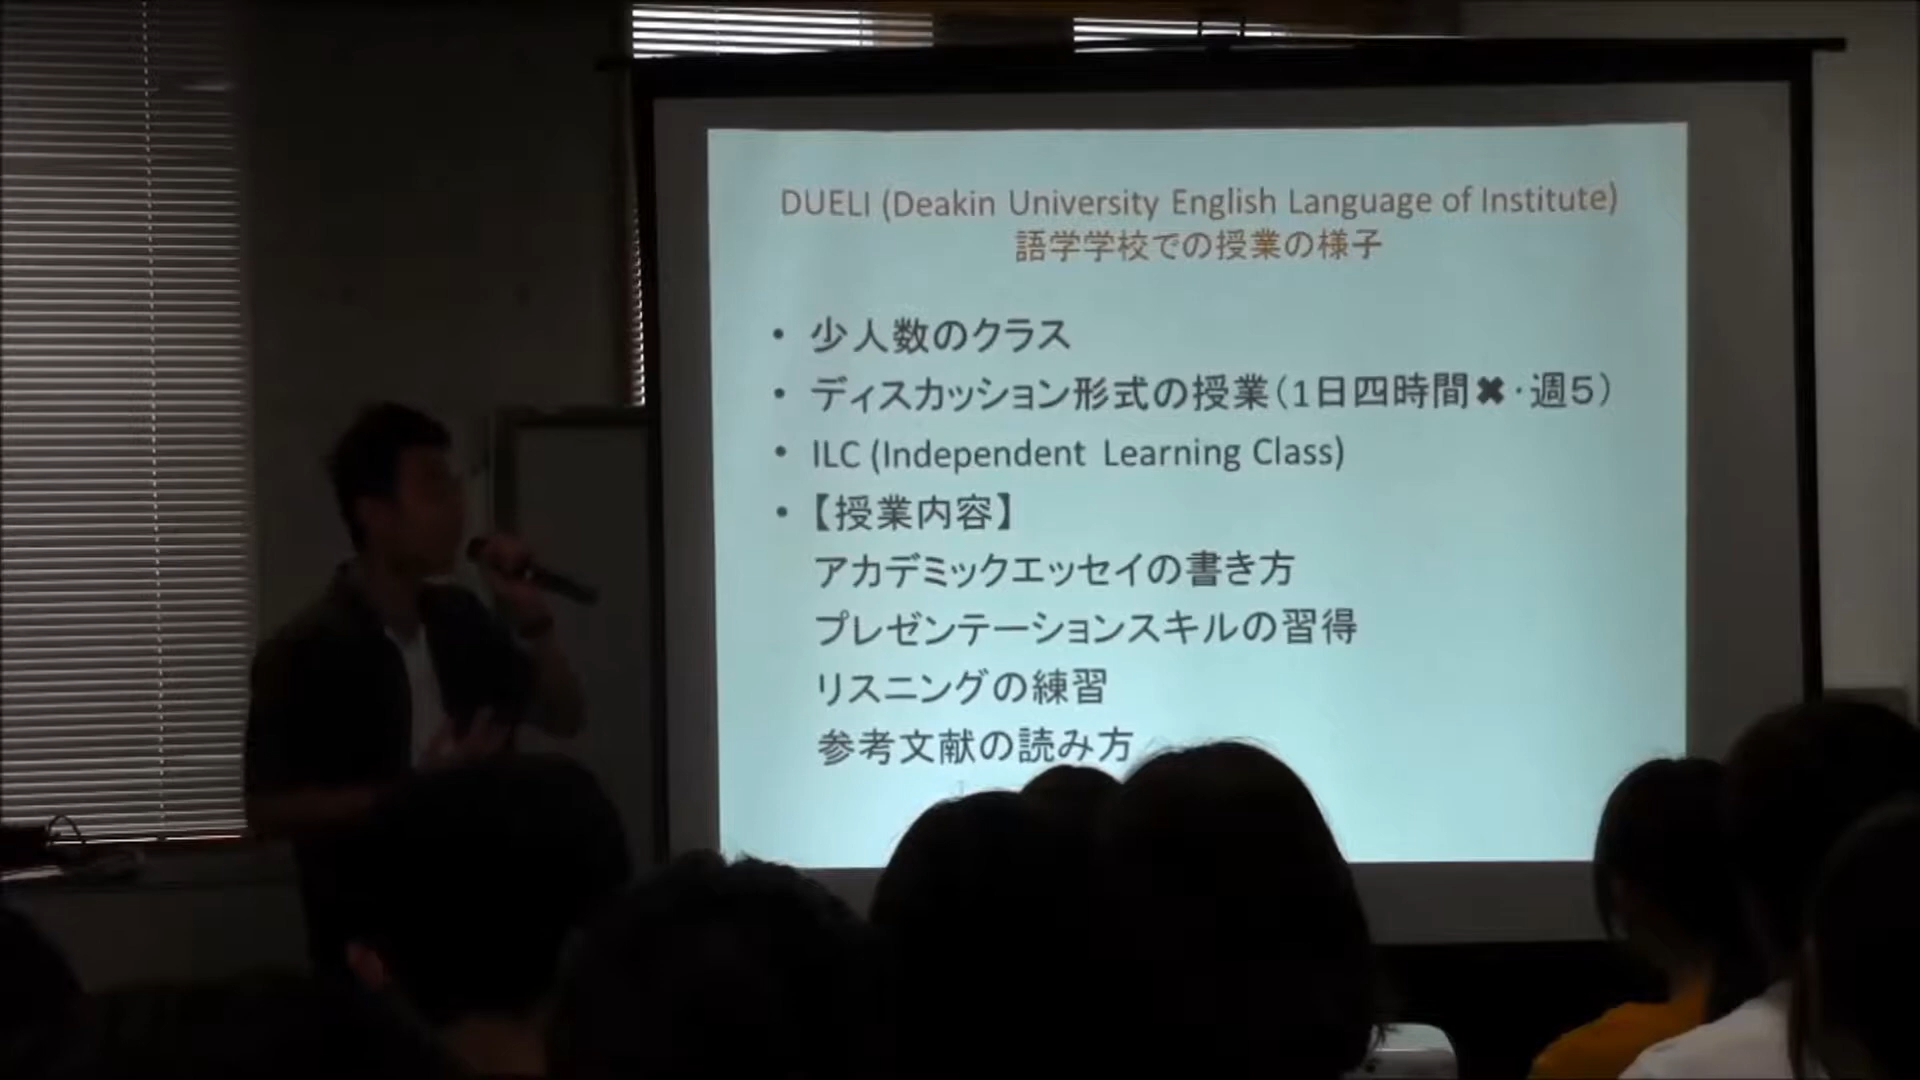 DUELI (Deakin University English Language of Institute)
語学学校での授業の様子
• 少人数のクラス
• ディスカッション形式の授業（1日四時間✖・週5）
• ILC (Independent Learning Class)
• 【授業内容】
アカデミックエッセイの書き方
プレゼンテーションスキルの習得
リスニングの練習
参考文献の読み方